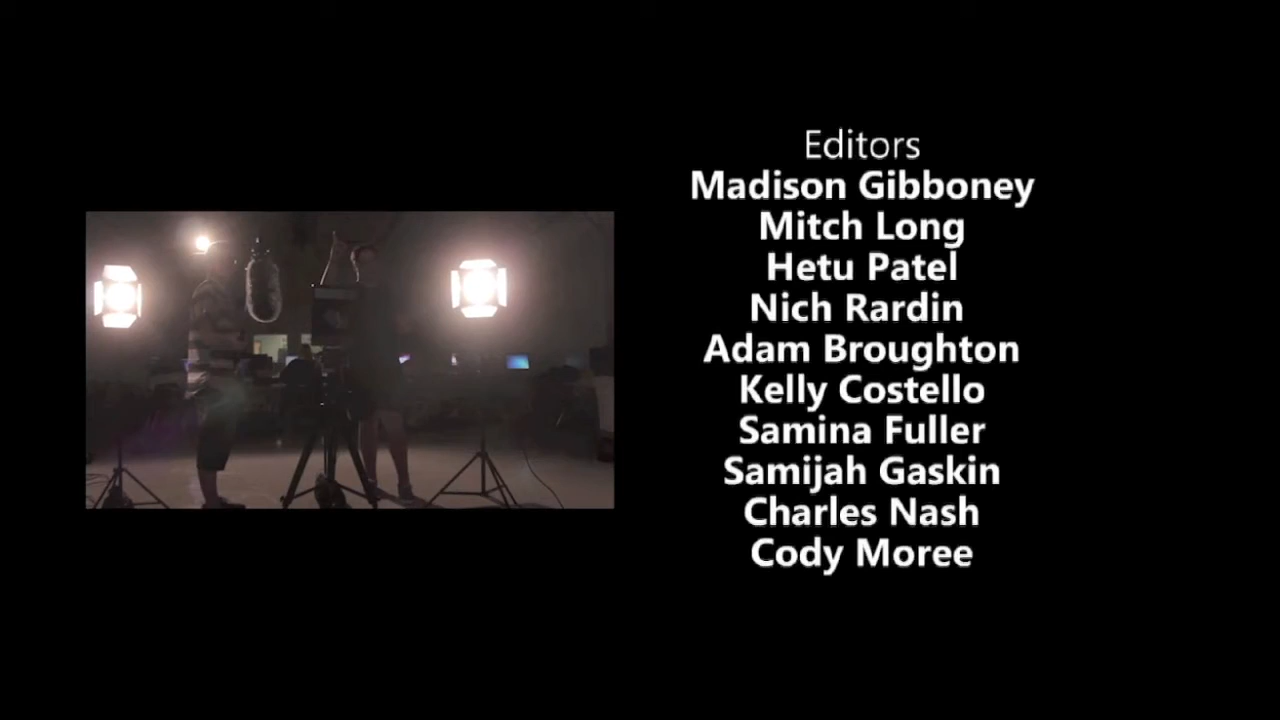 Editors
Madison Gibboney
Mitch Long
Hetu Patel
Nich Rardin
Adam Broughton
Kelly Costello
Samina Fuller
Samijah Gaskin
Charles Nash
Cody Moree